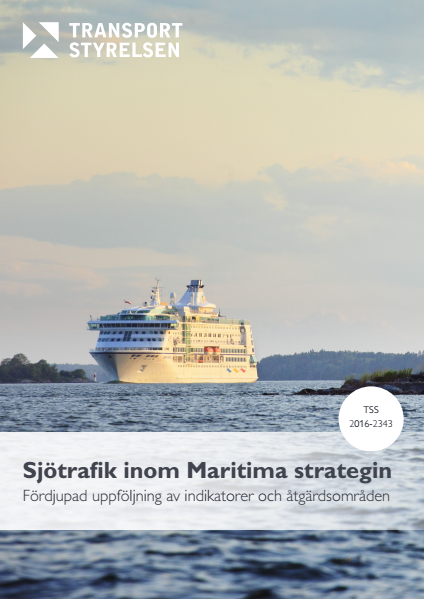 TRANSPORT
STYRELSEN
TSS
2016-2343
Sjötrafik inom Maritima strategin
Fördjupad uppföljning av indikatorer och åtgärdsområden